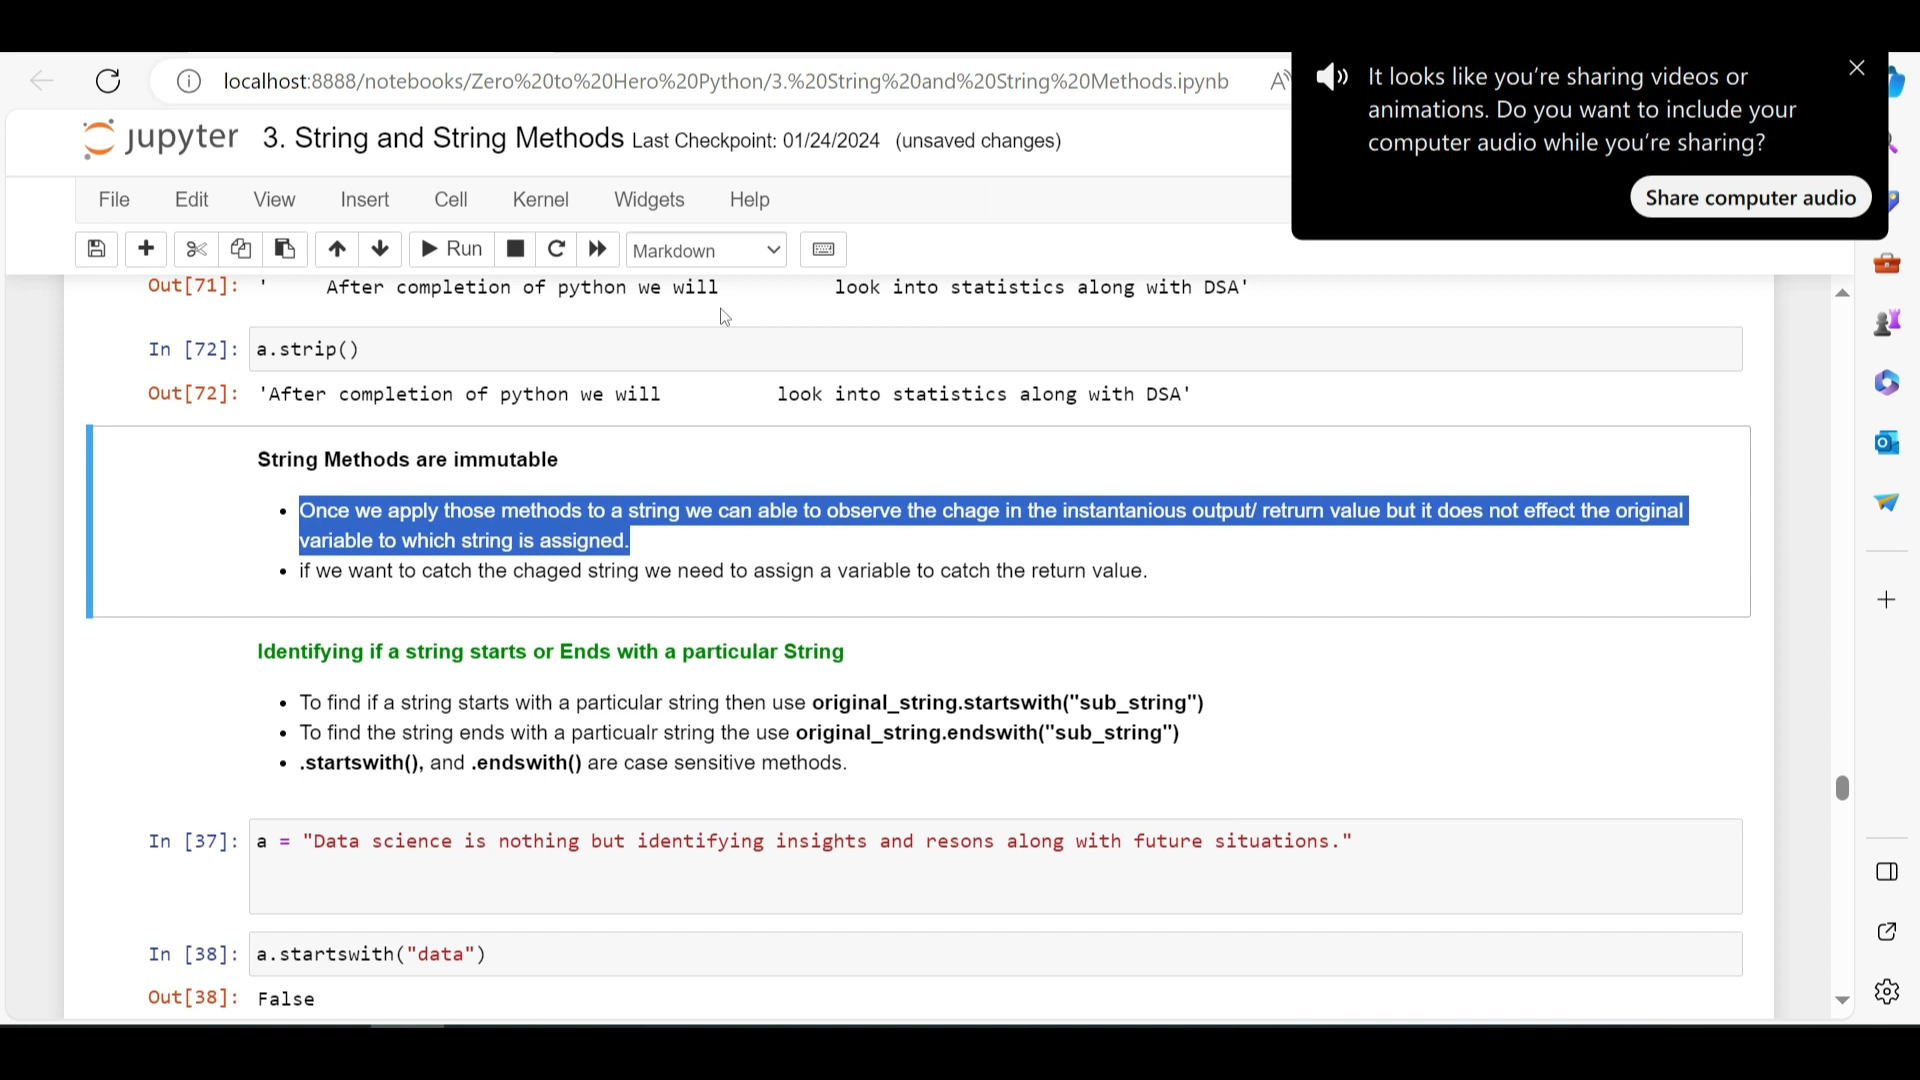 localhost:8888/notebooks/Zero%20to%20Hero%20Python/3.%20String%20and%20String%20Methods.ipynb
It looks like you're sharing videos or
animations. Do you want to include your
computer audio while you're sharing?
Share computer audio
jupyter 3. String and String Methods Last Checkpoint: 01/24/2024 (unsaved changes)
File Edit View Insert Cell Kernel Widgets Help
Run Markdown
Out[71]: '     After completion of python we will          look into statistics along with DSA'
In [72]: a.strip()
Out[72]: 'After completion of python we will          look into statistics along with DSA'
String Methods are immutable
• Once we apply those methods to a string we can able to observe the chage in the instantanious output/ retrurn value but it does not effect the original
variable to which string is assigned.
• if we want to catch the chaged string we need to assign a variable to catch the return value.
Identifying if a string starts or Ends with a particular String
• To find if a string starts with a particular string then use original_string.startswith("sub_string")
• To find the string ends with a particualr string the use original_string.endswith("sub_string")
• .startswith(), and .endswith() are case sensitive methods.
In [37]: a = "Data science is nothing but identifying insights and resons along with future situations."
In [38]: a.startswith("data")
Out[38]: False